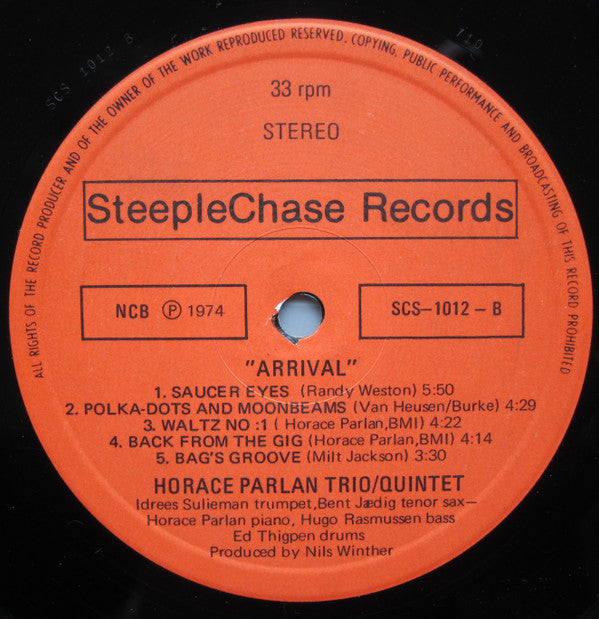 ALL RIGHTS OF THE RECORD PRODUCER AND OF THE OWNER OF THE WORK REPRODUCED RESERVED. COPYING, PUBLIC PERFORMANCE AND BROADCASTING OF THIS RECORD PROHIBITED
SCS 1012 B
33 rpm
STEREO
SteepleChase Records
NCB Ⓟ 1974
SCS–1012 – B
"ARRIVAL"
1. SAUCER EYES (Randy Weston) 5:50
2. POLKA-DOTS AND MOONBEAMS (Van Heusen/Burke) 4:29
3. WALTZ NO :1 ( Horace Parlan,BMI) 4:22
4. BACK FROM THE GIG (Horace Parlan,BMI) 4:14
5. BAG'S GROOVE (Milt Jackson) 3:30
HORACE PARLAN TRIO/QUINTET
Idrees Sulieman trumpet,Bent Jædig tenor sax—
Horace Parlan piano, Hugo Rasmussen bass
Ed Thigpen drums
Produced by Nils Winther